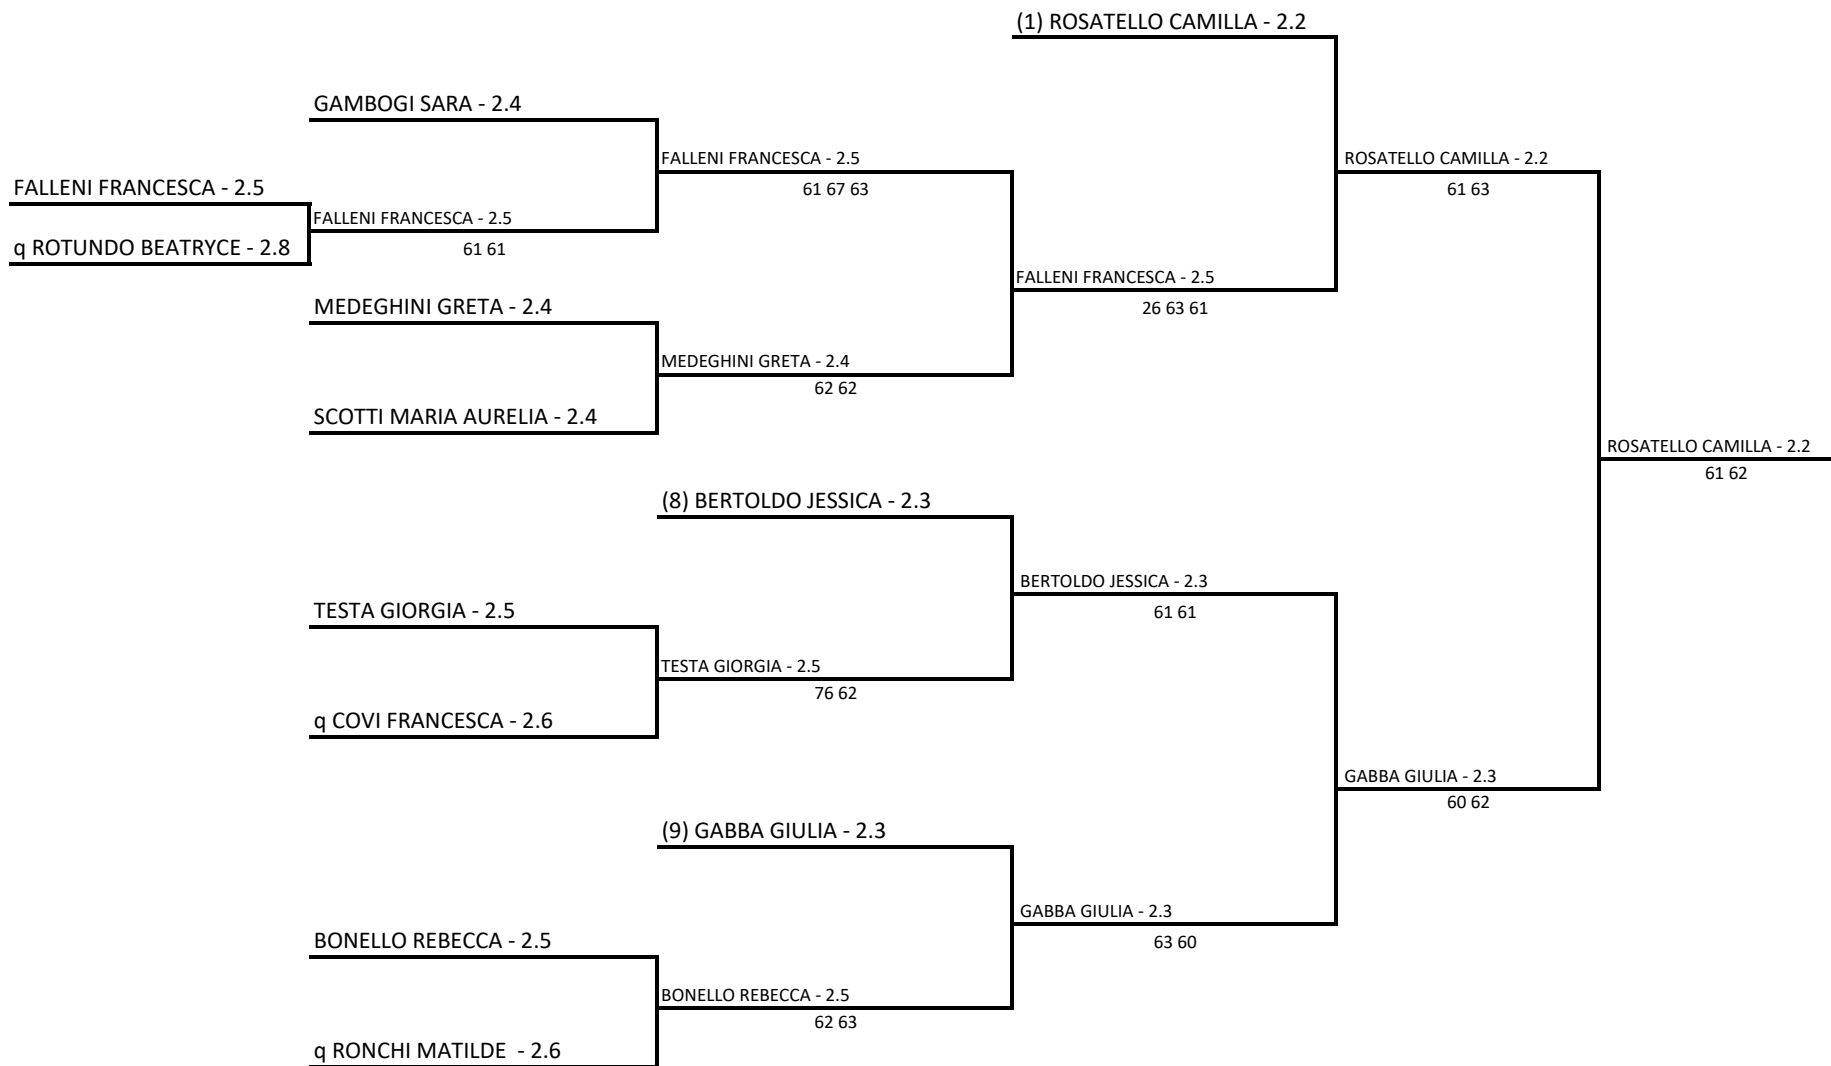 (1) ROSATELLO CAMILLA - 2.2
GAMBOGI SARA - 2.4
FALLENI FRANCESCA - 2.5
ROSATELLO CAMILLA - 2.2
FALLENI FRANCESCA - 2.5
61 67 63
61 63
FALLENI FRANCESCA - 2.5
q ROTUNDO BEATRYCE - 2.8
61 61
FALLENI FRANCESCA - 2.5
MEDEGHINI GRETA - 2.4
26 63 61
MEDEGHINI GRETA - 2.4
62 62
SCOTTI MARIA AURELIA - 2.4
ROSATELLO CAMILLA - 2.2
61 62
(8) BERTOLDO JESSICA - 2.3
BERTOLDO JESSICA - 2.3
TESTA GIORGIA - 2.5
61 61
TESTA GIORGIA - 2.5
76 62
q COVI FRANCESCA - 2.6
GABBA GIULIA - 2.3
60 62
(9) GABBA GIULIA - 2.3
GABBA GIULIA - 2.3
BONELLO REBECCA - 2.5
63 60
BONELLO REBECCA - 2.5
62 63
q RONCHI MATILDE  - 2.6